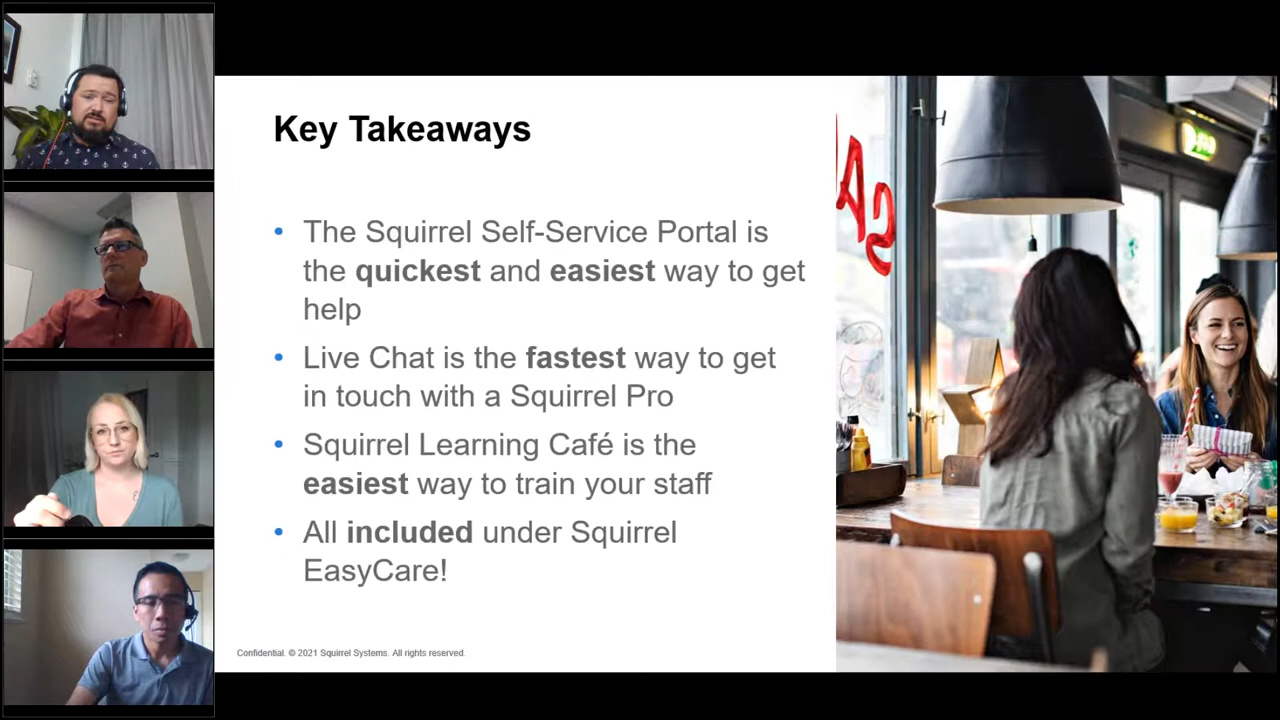 Key Takeaways
• The Squirrel Self-Service Portal is
the quickest and easiest way to get
help
• Live Chat is the fastest way to get
in touch with a Squirrel Pro
• Squirrel Learning Café is the
easiest way to train your staff
• All included under Squirrel
EasyCare!
Confidential. © 2021 Squirrel Systems. All rights reserved.